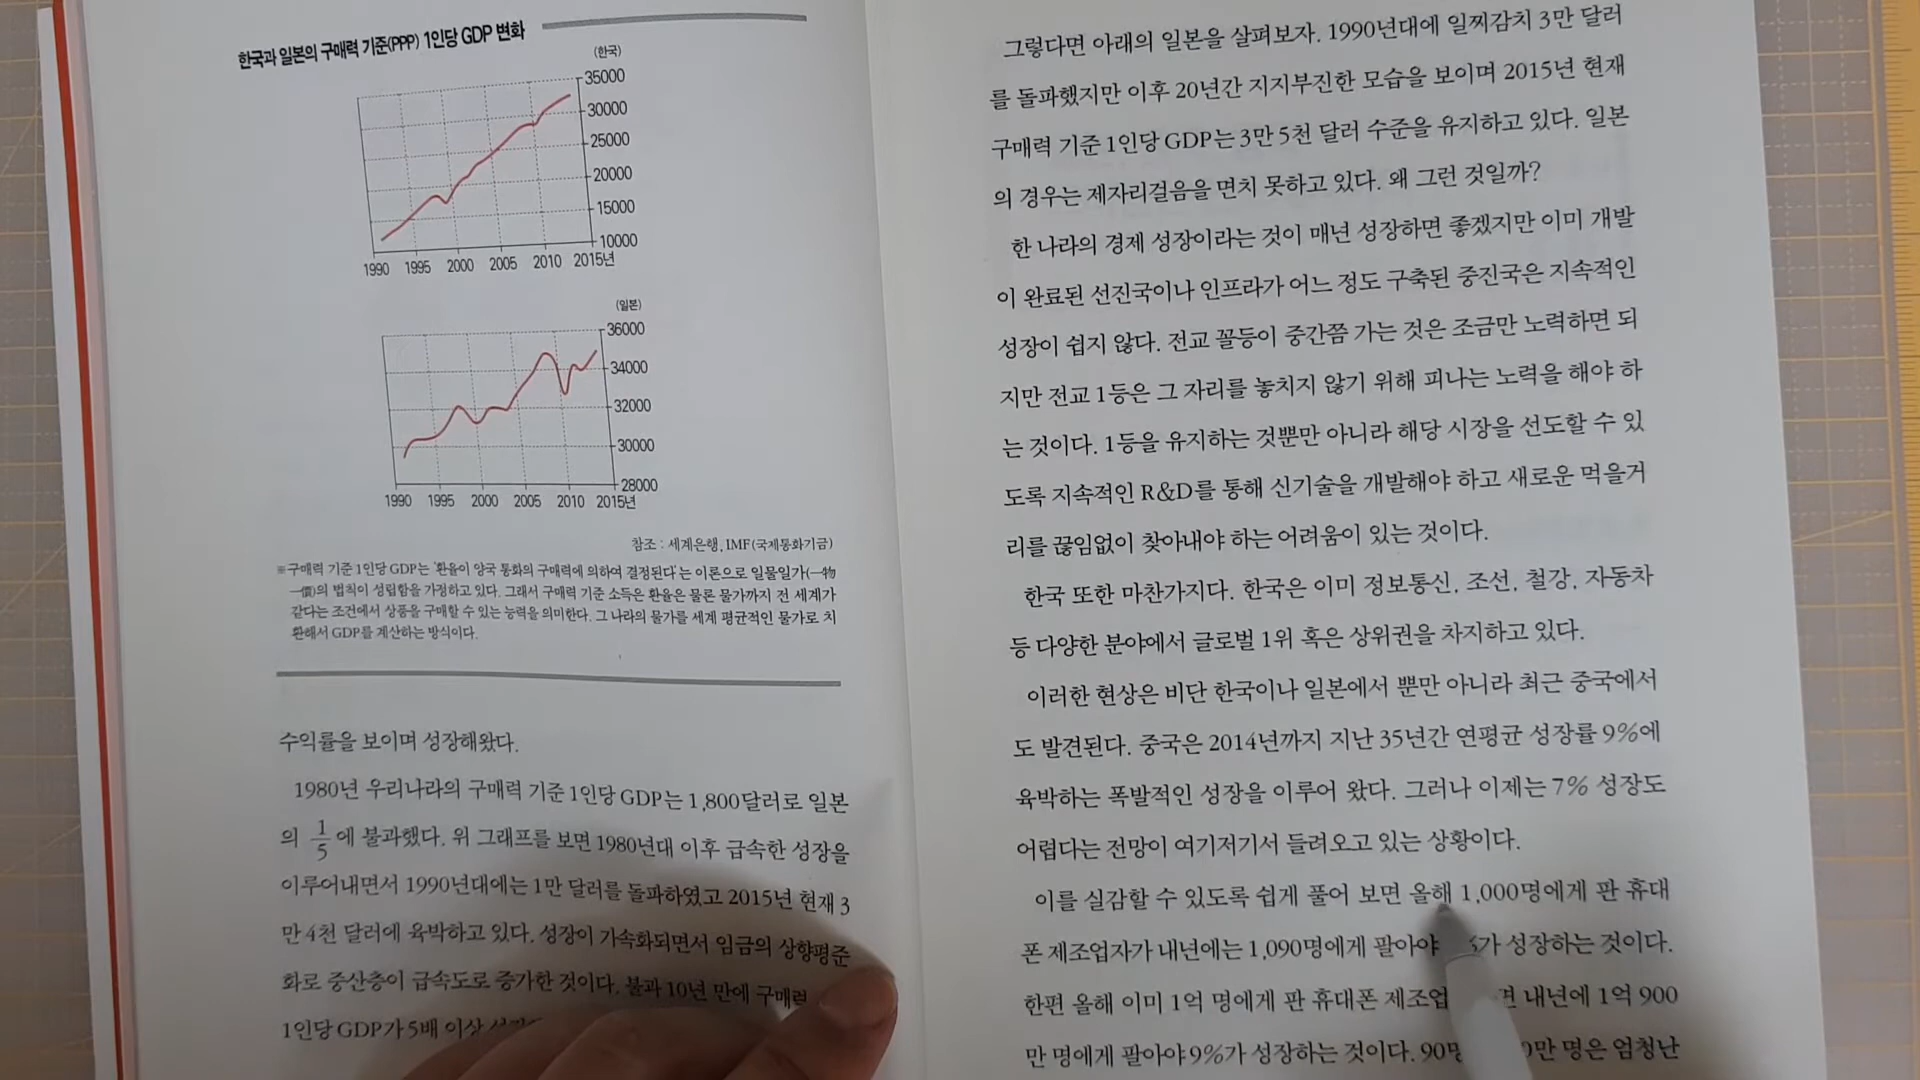 한국과 일본의 구매력 기준(PPP) 1인당 GDP 변화
(한국)
35000
30000
25000
20000
15000
10000
1990 1995 2000 2005 2010 2015년
(일본)
36000
34000
32000
30000
28000
1990 1995 2000 2005 2010 2015년
참조 : 세계은행, IMF(국제통화기금)
※구매력 기준 1인당 GDP는 '환율이 양국 통화의 구매력에 의하여 결정된다'는 이론으로 일물일가(一物
一價)의 법칙이 성립함을 가정하고 있다. 그래서 구매력 기준 소득은 환율은 물론 물가까지 전 세계가
같다는 조건에서 상품을 구매할 수 있는 능력을 의미한다. 그 나라의 물가를 세계 평균적인 물가로 치
환해서 GDP를 계산하는 방식이다.
수익률을 보이며 성장해왔다.
1980년 우리나라의 구매력 기준 1인당 GDP는 1,800달러로 일본
의 1/5에 불과했다. 위 그래프를 보면 1980년대 이후 급속한 성장을
이루어내면서 1990년대에는 1만 달러를 돌파하였고 2015년 현재 3
만 4천 달러에 육박하고 있다. 성장이 가속화되면서 임금의 상향평준
화로 중산층이 급속도로 증가한 것이다. 불과 10년 만에 구매력
1인당 GDP가 5배 이상
그렇다면 아래의 일본을 살펴보자. 1990년대에 일찌감치 3만 달러
를 돌파했지만 이후 20년간 지지부진한 모습을 보이며 2015년 현재
구매력 기준 1인당 GDP는 3만 5천 달러 수준을 유지하고 있다. 일본
의 경우는 제자리걸음을 면치 못하고 있다. 왜 그런 것일까?
한 나라의 경제 성장이라는 것이 매년 성장하면 좋겠지만 이미 개발
이 완료된 선진국이나 인프라가 어느 정도 구축된 중진국은 지속적인
성장이 쉽지 않다. 전교 꼴등이 중간쯤 가는 것은 조금만 노력하면 되
지만 전교 1등은 그 자리를 놓치지 않기 위해 피나는 노력을 해야 하
는 것이다. 1등을 유지하는 것뿐만 아니라 해당 시장을 선도할 수 있
도록 지속적인 R&D를 통해 신기술을 개발해야 하고 새로운 먹을거
리를 끊임없이 찾아내야 하는 어려움이 있는 것이다.
한국 또한 마찬가지다. 한국은 이미 정보통신, 조선, 철강, 자동차
등 다양한 분야에서 글로벌 1위 혹은 상위권을 차지하고 있다.
이러한 현상은 비단 한국이나 일본에서 뿐만 아니라 최근 중국에서
도 발견된다. 중국은 2014년까지 지난 35년간 연평균 성장률 9%에
육박하는 폭발적인 성장을 이루어 왔다. 그러나 이제는 7% 성장도
어렵다는 전망이 여기저기서 들려오고 있는 상황이다.
이를 실감할 수 있도록 쉽게 풀어 보면 올해 1,000명에게 판 휴대
폰 제조업자가 내년에는 1,090명에게 팔아야 %가 성장하는 것이다.
한편 올해 이미 1억 명에게 판 휴대폰 제조업 면 내년에 1억 900
만 명에게 팔아야 9%가 성장하는 것이다. 90명 0만 명은 엄청난